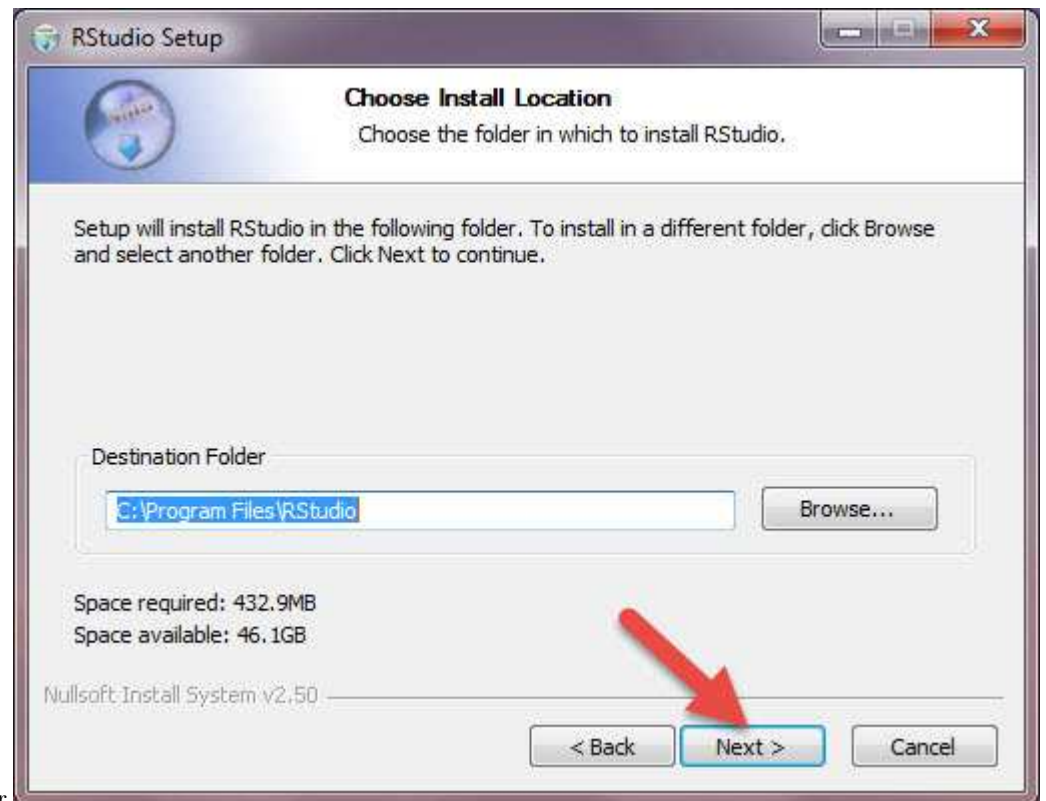 RStudio Setup
Choose Install Location
Choose the folder in which to install RStudio.
Setup will install RStudio in the following folder. To install in a different folder, click Browse
and select another folder. Click Next to continue.
Destination Folder
C:\Program Files\RStudio
Browse...
Space required: 432.9MB
Space available: 46.1GB
Nullsoft Install System v2.50
< Back
Next >
Cancel
r